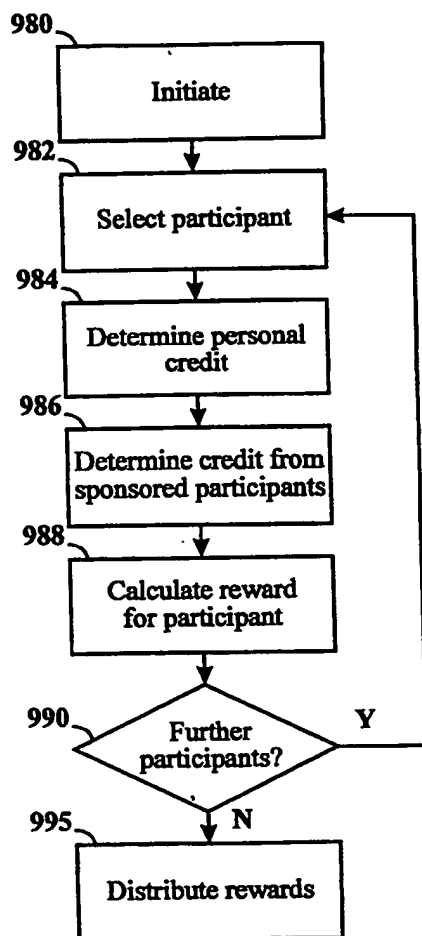 980
Initiate
982
Select participant
984
Determine personal
credit
986
Determine credit from
sponsored participants
988
Calculate reward
for participant
990
Further
participants?
Y
N
995
Distribute rewards